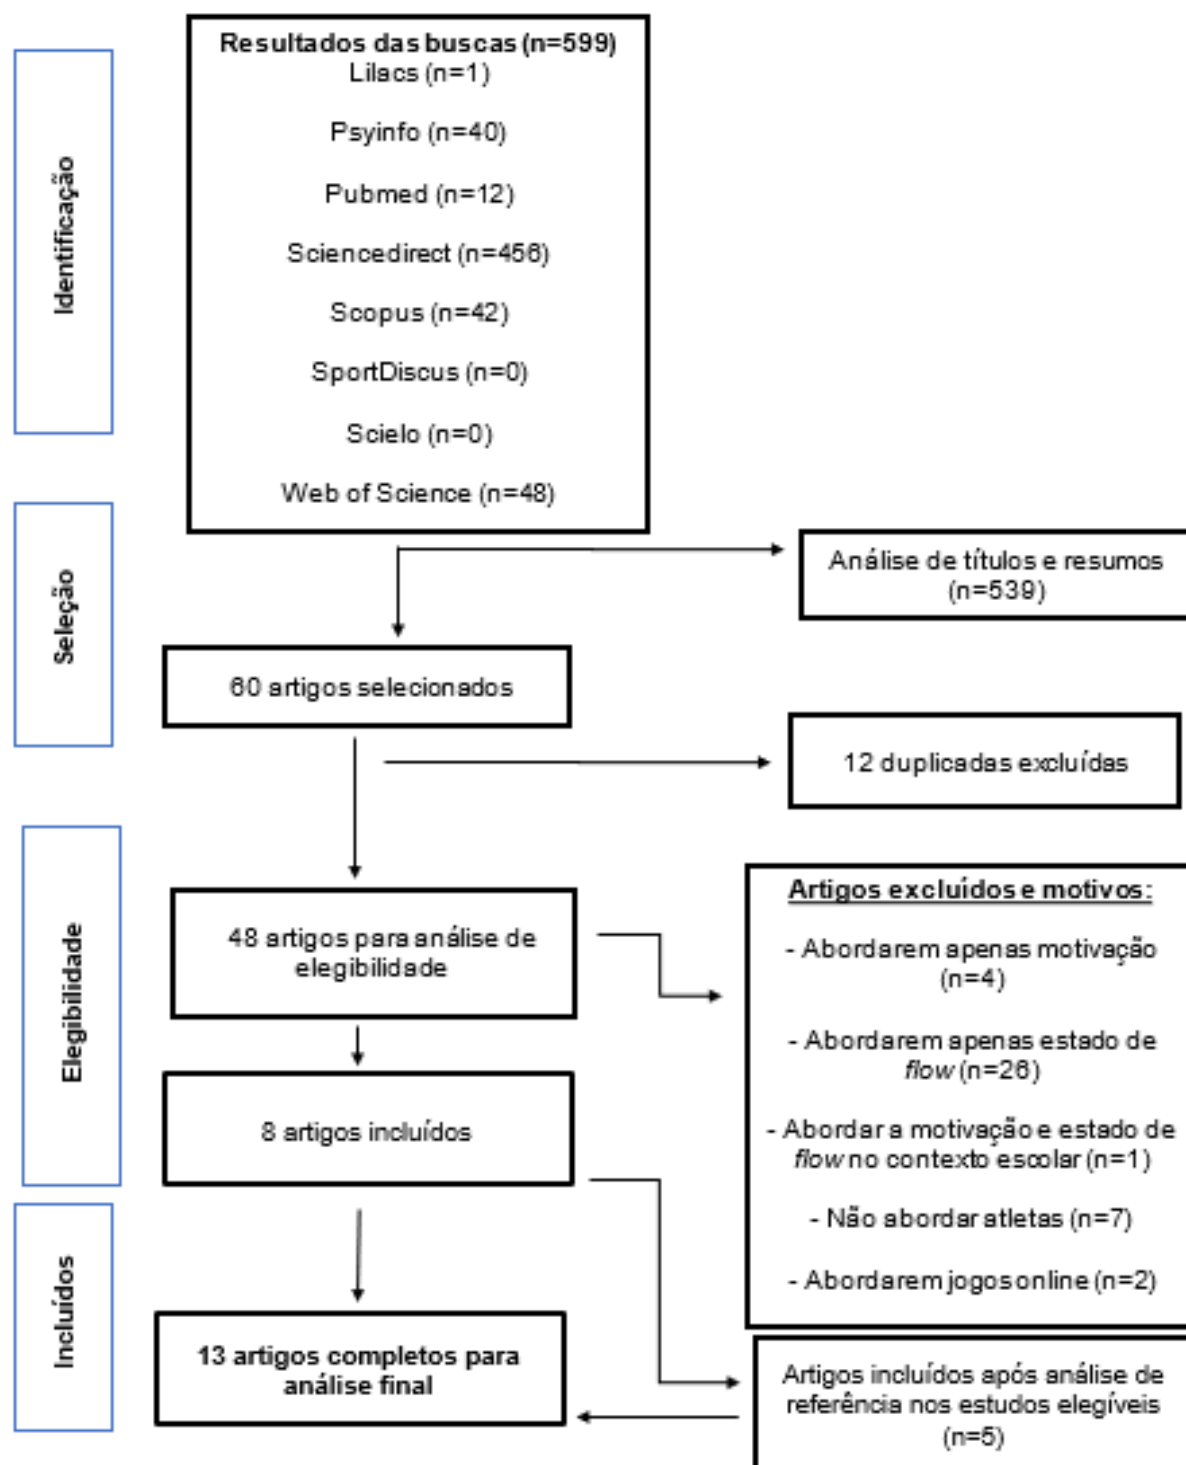 Identificação
Resultados das buscas (n=599)
Lilacs (n=1)
Psyinfo (n=40)
Pubmed (n=12)
Sciencedirect (n=456)
Scopus (n=42)
SportDiscus (n=0)
Scielo (n=0)
Web of Science (n=48)
Seleção
Análise de títulos e resumos
(n=539)
60 artigos selecionados
12 duplicadas excluídas
Elegibilidade
48 artigos para análise de
elegibilidade
Artigos excluídos e motivos:
- Abordarem apenas motivação
(n=4)
- Abordarem apenas estado de
flow (n=26)
- Abordar a motivação e estado de
flow no contexto escolar (n=1)
- Não abordar atletas (n=7)
- Abordarem jogos online (n=2)
8 artigos incluídos
Incluídos
13 artigos completos para
análise final
Artigos incluídos após análise de
referência nos estudos elegíveis
(n=5)